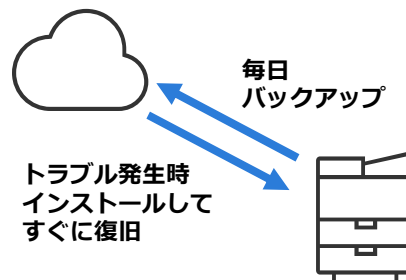 毎日
バックアップ
トラブル発生時
インストールして
すぐに復旧